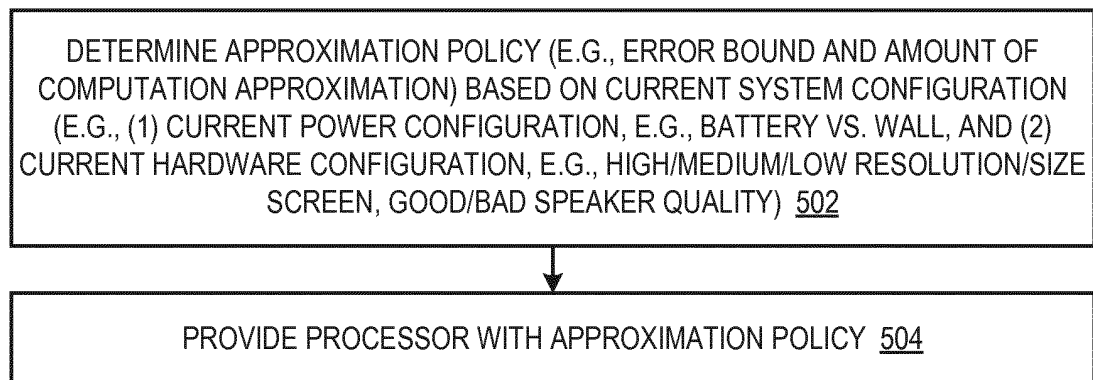 DETERMINE APPROXIMATION POLICY (E.G., ERROR BOUND AND AMOUNT OF
COMPUTATION APPROXIMATION) BASED ON CURRENT SYSTEM CONFIGURATION
(E.G., (1) CURRENT POWER CONFIGURATION, E.G., BATTERY VS. WALL, AND (2)
CURRENT HARDWARE CONFIGURATION, E.G., HIGH/MEDIUM/LOW RESOLUTION/SIZE
SCREEN, GOOD/BAD SPEAKER QUALITY) 502
PROVIDE PROCESSOR WITH APPROXIMATION POLICY 504